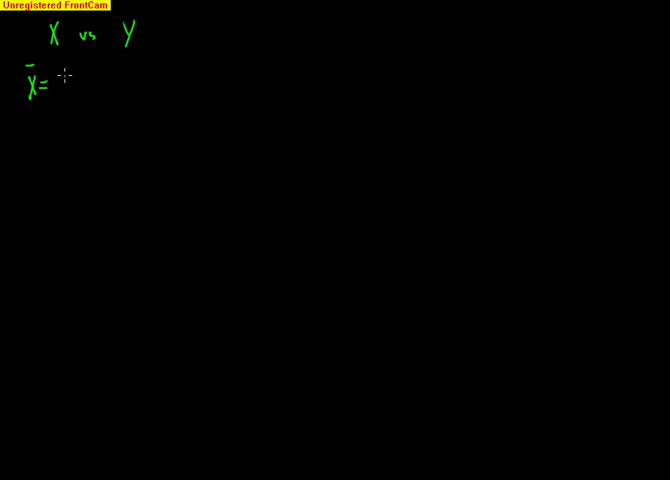 Unregistered FrontCam
X vs Y
x̄ =